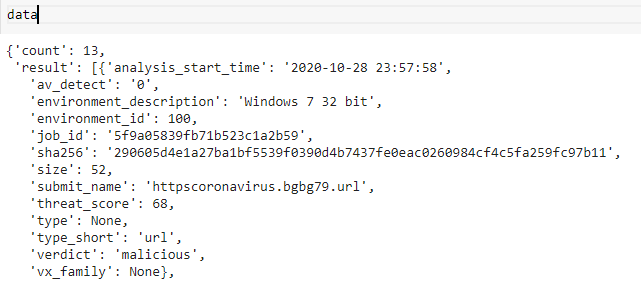 data
{'count': 13,
'result': [{'analysis_start_time': '2020-10-28 23:57:58',
'av_detect': '0',
'environment_description': 'Windows 7 32 bit',
'environment_id': 100,
'job_id': '5f9a05839fb71b523c1a2b59',
'sha256': '290605d4e1a27ba1bf5539f0390d4b7437fe0eac0260984cf4c5fa259fc97b11',
'size': 52,
'submit_name': 'httpscoronavirus.bgbg79.url',
'threat_score': 68,
'type': None,
'type_short': 'url',
'verdict': 'malicious',
'vx_family': None},